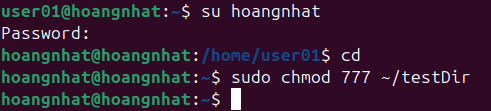 user01@hoangnhat:~$ su hoangnhat
Password:
hoangnhat@hoangnhat:/home/user01$ cd
hoangnhat@hoangnhat:~$ sudo chmod 777 ~/testDir
hoangnhat@hoangnhat:~$